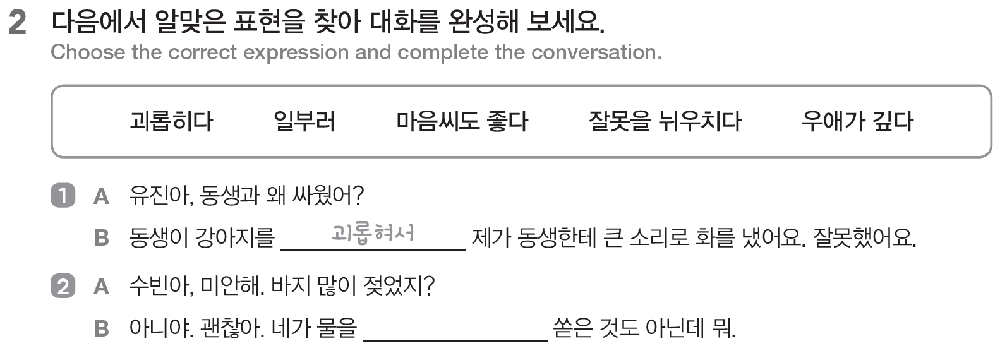 2 다음에서 알맞은 표현을 찾아 대화를 완성해 보세요.
Choose the correct expression and complete the conversation.
괴롭히다 일부러 마음씨도 좋다 잘못을 뉘우치다 우애가 깊다
1 A 유진아, 동생과 왜 싸웠어?
B 동생이 강아지를 괴롭혀서 제가 동생한테 큰 소리로 화를 냈어요. 잘못했어요.
2 A 수빈아, 미안해. 바지 많이 젖었지?
B 아니야. 괜찮아. 네가 물을 쏟은 것도 아닌데 뭐.